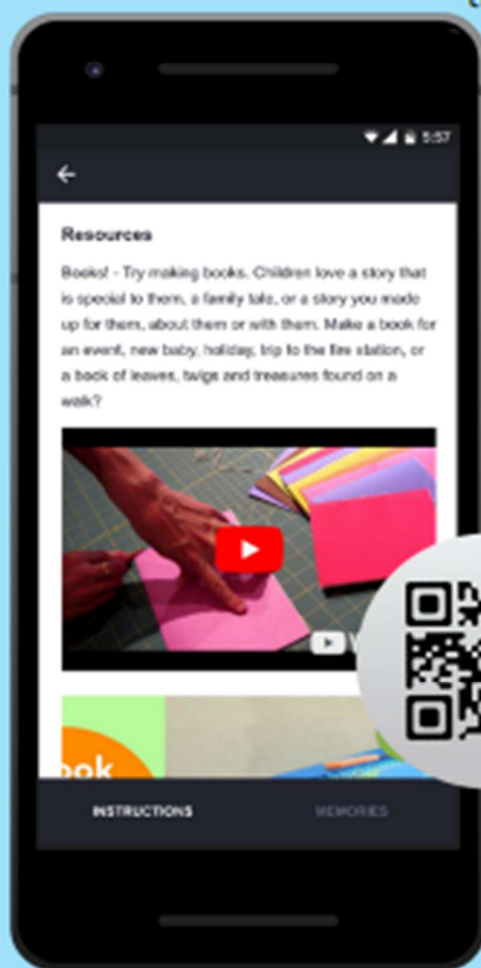 5:57
Resources
Books! - Try making books. Children love a story that
is special to them, a family tale, or a story you made
up for them, about them or with them. Make a book for
an event, new baby, holiday, trip to the fire station, or
a book of leaves, twigs and treasures found on a
walk?
ook
INSTRUCTIONS MEMORIES